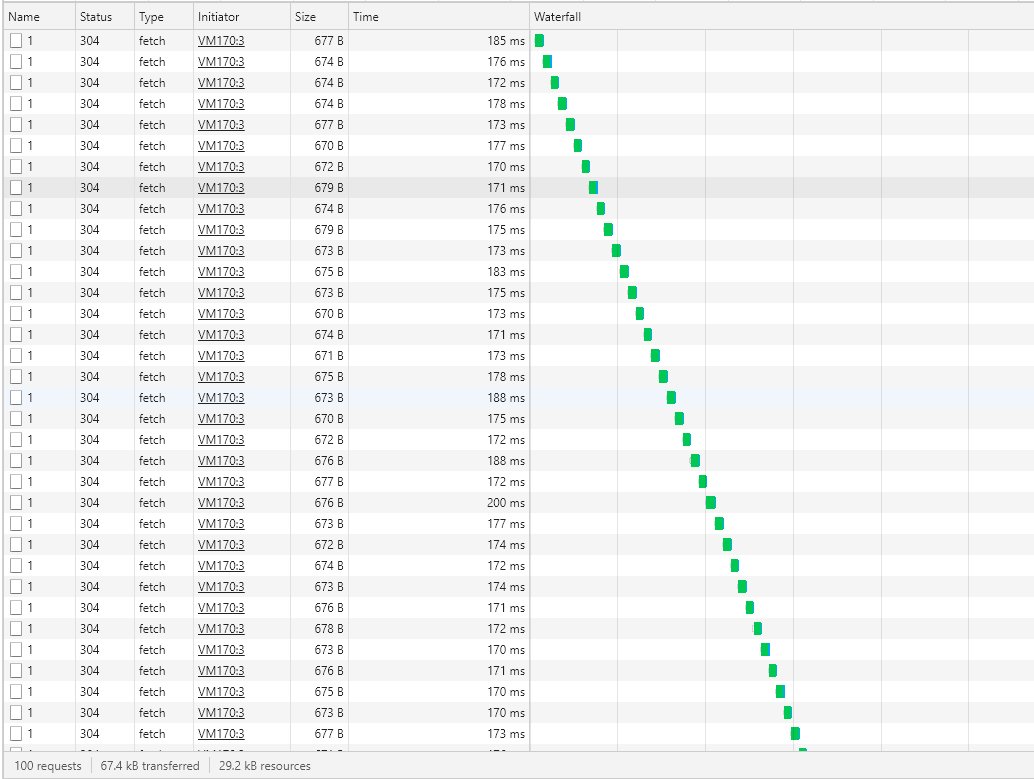 Name Status Type Initiator Size Time Waterfall
1 304 fetch VM170:3 677 B 185 ms
1 304 fetch VM170:3 674 B 176 ms
1 304 fetch VM170:3 674 B 172 ms
1 304 fetch VM170:3 674 B 178 ms
1 304 fetch VM170:3 677 B 173 ms
1 304 fetch VM170:3 670 B 177 ms
1 304 fetch VM170:3 672 B 170 ms
1 304 fetch VM170:3 679 B 171 ms
1 304 fetch VM170:3 674 B 176 ms
1 304 fetch VM170:3 679 B 175 ms
1 304 fetch VM170:3 673 B 173 ms
1 304 fetch VM170:3 675 B 183 ms
1 304 fetch VM170:3 673 B 175 ms
1 304 fetch VM170:3 670 B 173 ms
1 304 fetch VM170:3 674 B 171 ms
1 304 fetch VM170:3 671 B 173 ms
1 304 fetch VM170:3 675 B 178 ms
1 304 fetch VM170:3 673 B 188 ms
1 304 fetch VM170:3 670 B 175 ms
1 304 fetch VM170:3 672 B 172 ms
1 304 fetch VM170:3 676 B 188 ms
1 304 fetch VM170:3 677 B 172 ms
1 304 fetch VM170:3 676 B 200 ms
1 304 fetch VM170:3 673 B 177 ms
1 304 fetch VM170:3 672 B 174 ms
1 304 fetch VM170:3 674 B 172 ms
1 304 fetch VM170:3 673 B 174 ms
1 304 fetch VM170:3 676 B 171 ms
1 304 fetch VM170:3 678 B 172 ms
1 304 fetch VM170:3 673 B 170 ms
1 304 fetch VM170:3 676 B 171 ms
1 304 fetch VM170:3 675 B 170 ms
1 304 fetch VM170:3 673 B 170 ms
1 304 fetch VM170:3 677 B 173 ms
100 requests 67.4 kB transferred 29.2 kB resources